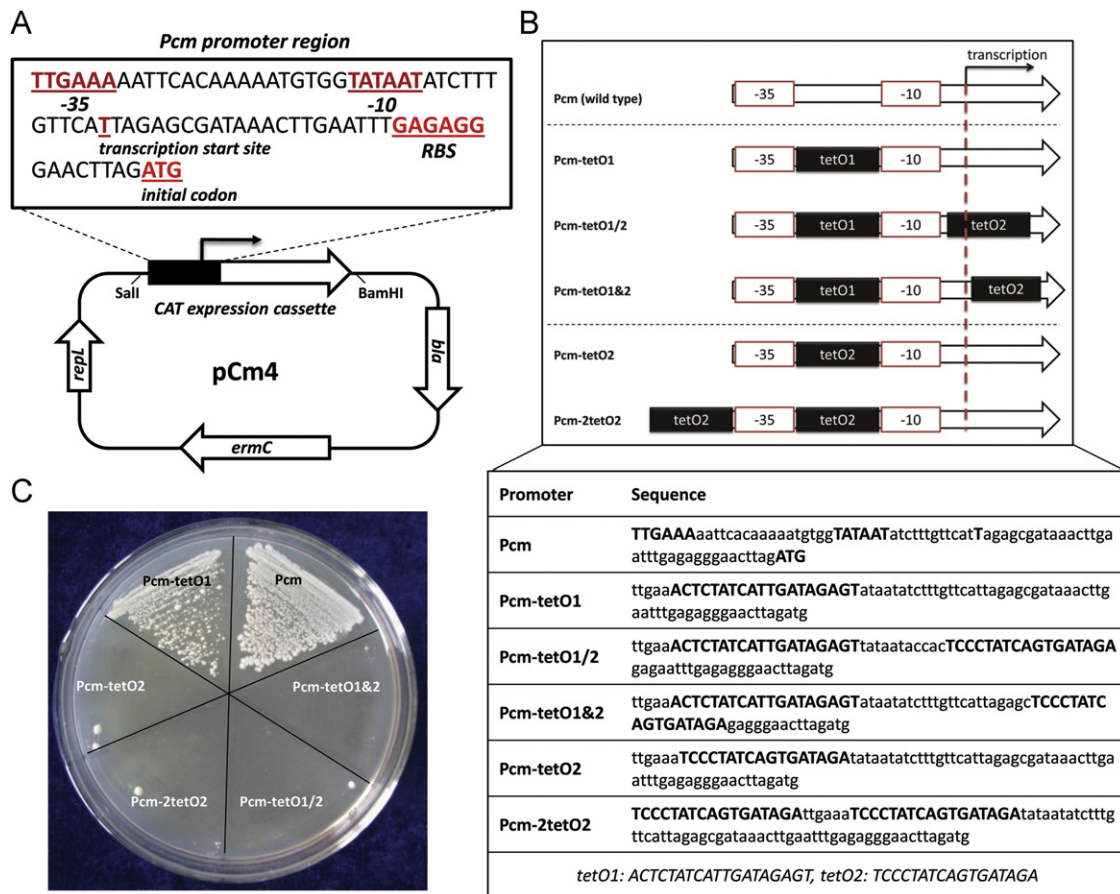 A
Pcm promoter region
TTGAAAAATTCACAAAAATGTGGTATAATATCTTT
-35 -10
GTTCATTAGAGCGATAAACTTGAATTTGAGAGG
transcription start site RBS
GAACTTAGATG
initial codon
SalI BamHI
CAT expression cassette
repL
pCm4
bla
ermC
B
transcription
Pcm (wild type) -35 -10
Pcm-tetO1 -35 tetO1 -10
Pcm-tetO1/2 -35 tetO1 -10 tetO2
Pcm-tetO1&2 -35 tetO1 -10 tetO2
Pcm-tetO2 -35 tetO2 -10
Pcm-2tetO2 tetO2 -35 tetO2 -10
Promoter Sequence
Pcm TTGAAAaattcacaaaaatgtggTATAATatctttgttcatTagagcgataaacttga
atttgagagggaacttagATG
Pcm-tetO1 ttgaaACTCTATCATTGATAGAGTtataatatctttgttcattagagcgataaacttg
aatttgagagggaacttagatg
Pcm-tetO1/2 ttgaaACTCTATCATTGATAGAGTtataataccacTCCCTATCAGTGATAGA
gagaatttgagagggaacttagatg
Pcm-tetO1&2 ttgaaACTCTATCATTGATAGAGTtataatatctttgttcattagagcTCCCTATC
AGTGATAGAgagggaacttagatg
Pcm-tetO2 ttgaaaTCCCTATCAGTGATAGAtataatatctttgttcattagagcgataaacttga
atttgagagggaacttagatg
Pcm-2tetO2 TCCCTATCAGTGATAGAttgaaaTCCCTATCAGTGATAGAtataatatctttg
ttcattagagcgataaacttgaatttgagagggaacttagatg
tetO1: ACTCTATCATTGATAGAGT, tetO2: TCCCTATCAGTGATAGA
C
Pcm-tetO1 Pcm
Pcm-tetO2 Pcm-tetO1&2
Pcm-2tetO2 Pcm-tetO1/2